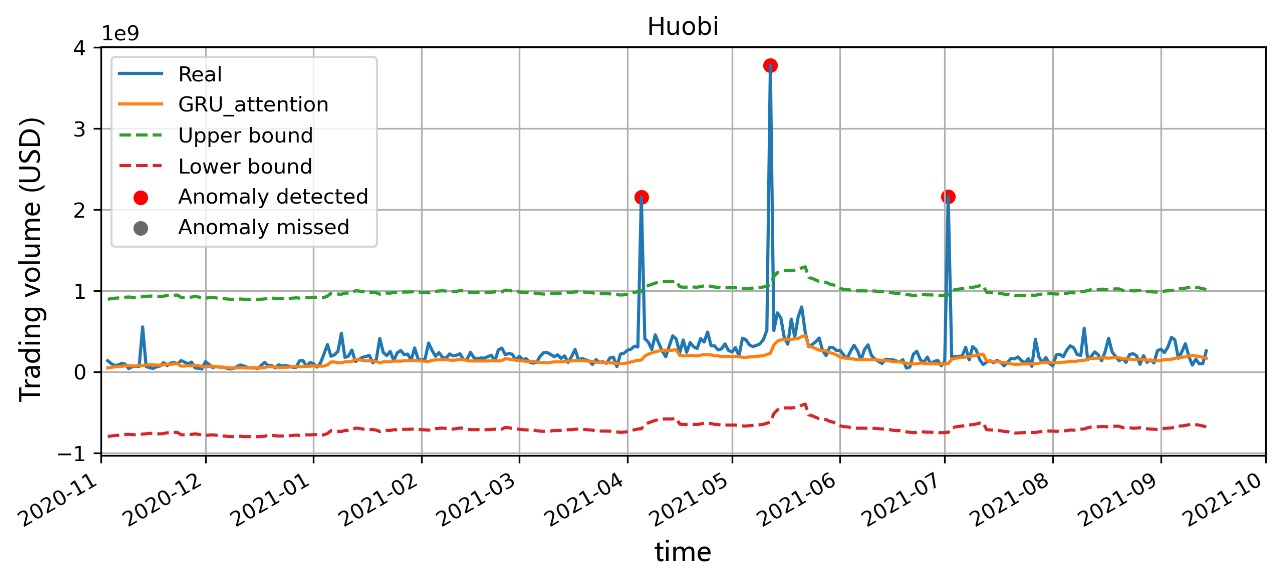 Huobi
1e9
4
3
2
1
0
−1
Trading volume (USD)
Real
GRU_attention
Upper bound
Lower bound
Anomaly detected
Anomaly missed
2020-11
2020-12
2021-01
2021-02
2021-03
2021-04
2021-05
2021-06
2021-07
2021-08
2021-09
2021-10
time